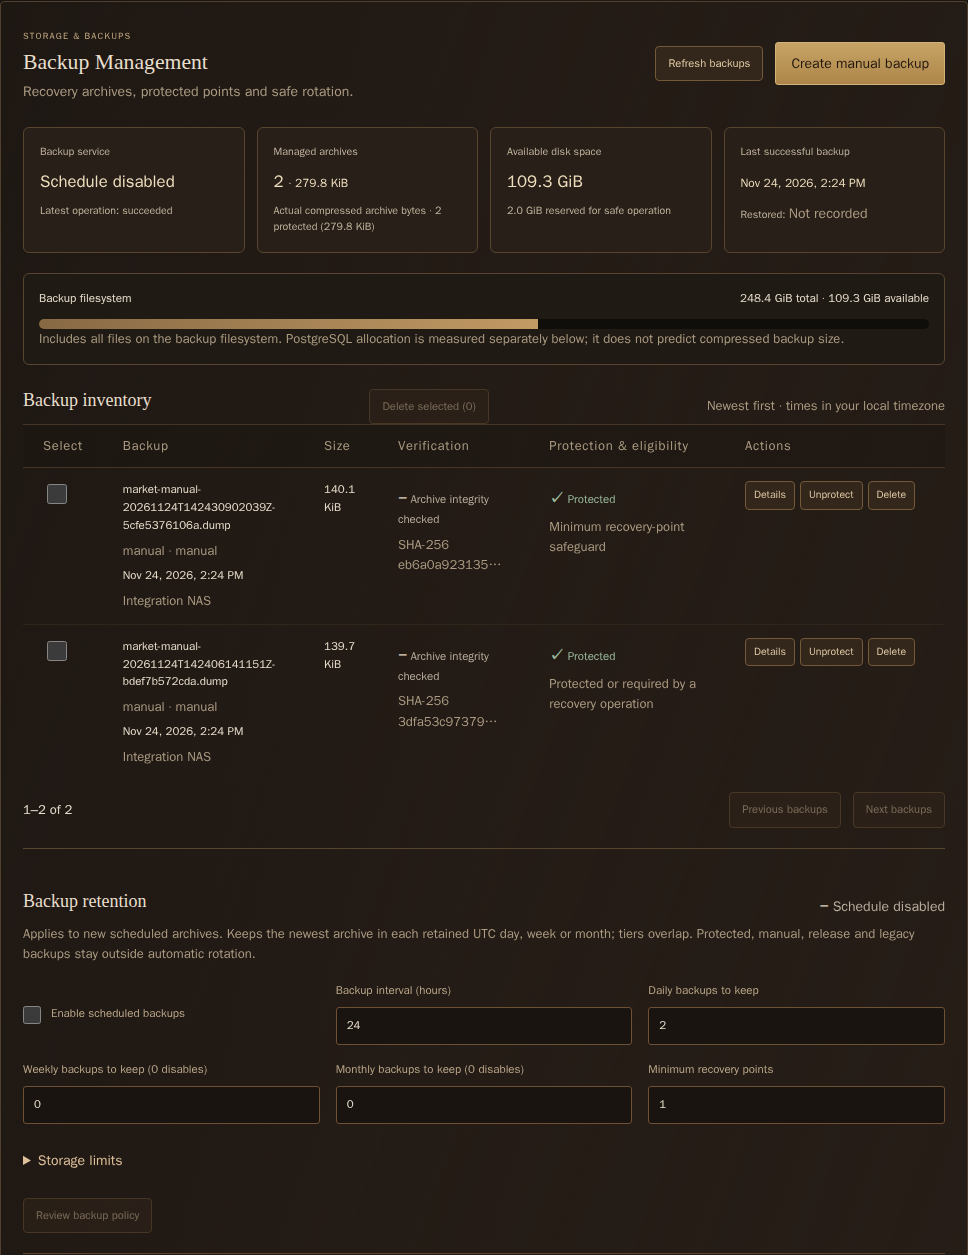 STORAGE & BACKUPS
Backup Management
Recovery archives, protected points and safe rotation.
Refresh backups
Create manual backup
Backup service
Schedule disabled
Latest operation: succeeded
Managed archives
2 · 279.8 KiB
Actual compressed archive bytes · 2
protected (279.8 KiB)
Available disk space
109.3 GiB
2.0 GiB reserved for safe operation
Last successful backup
Nov 24, 2026, 2:24 PM
Restored: Not recorded
Backup filesystem
248.4 GiB total · 109.3 GiB available
Includes all files on the backup filesystem. PostgreSQL allocation is measured separately below; it does not predict compressed backup size.
Backup inventory
Delete selected (0)
Newest first · times in your local timezone
Select Backup Size Verification Protection & eligibility Actions
market-manual-
20261124T142430902039Z-
5cfe5376106a.dump
manual · manual
Nov 24, 2026, 2:24 PM
Integration NAS
140.1
KiB
– Archive integrity
checked
SHA-256
eb6a0a923135···
✓ Protected
Minimum recovery-point
safeguard
Details Unprotect Delete
market-manual-
20261124T142406141151Z-
bdef7b572cda.dump
manual · manual
Nov 24, 2026, 2:24 PM
Integration NAS
139.7
KiB
– Archive integrity
checked
SHA-256
3dfa53c97379···
✓ Protected
Protected or required by a
recovery operation
Details Unprotect Delete
1–2 of 2
Previous backups
Next backups
Backup retention
– Schedule disabled
Applies to new scheduled archives. Keeps the newest archive in each retained UTC day, week or month; tiers overlap. Protected, manual, release and legacy
backups stay outside automatic rotation.
Enable scheduled backups
Backup interval (hours)
24
Daily backups to keep
2
Weekly backups to keep (0 disables)
0
Monthly backups to keep (0 disables)
0
Minimum recovery points
1
▶ Storage limits
Review backup policy